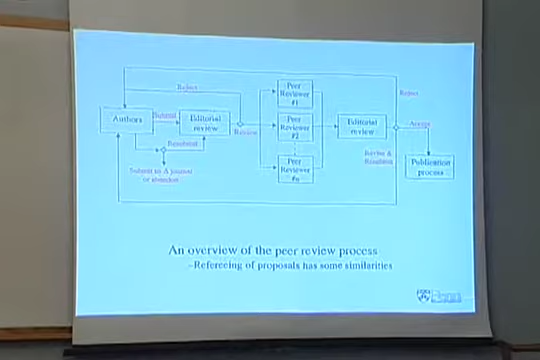 Reject
Peer
Reviewer
#1
Reject
Authors
Submit
Editorial
review
Review
Peer
Reviewer
#2
Editorial
review
Accept
Resubmit
Submit to Δ journal
or abandon
Peer
Reviewer
#n
Revise &
Resubmit
Publication
process
An overview of the peer review process
–Refereeing of proposals has some similarities
Penn